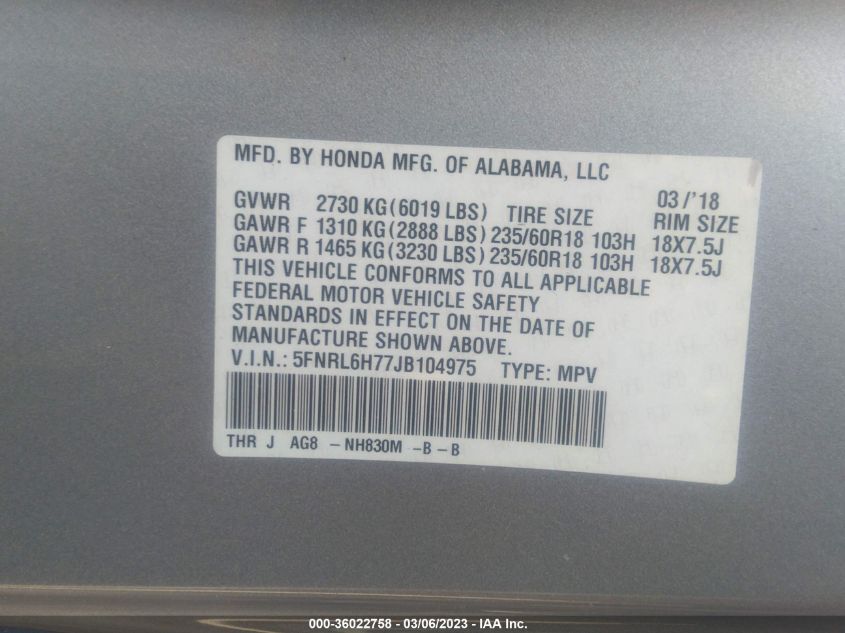 MFD. BY HONDA MFG. OF ALABAMA, LLC
03 /'18
GVWR 2730 KG(6019 LBS) TIRE SIZE RIM SIZE
GAWR F 1310 KG(2888 LBS) 235/60R18 103H 18X7.5J
GAWR R 1465 KG(3230 LBS) 235/60R18 103H 18X7.5J
THIS VEHICLE CONFORMS TO ALL APPLICABLE
FEDERAL MOTOR VEHICLE SAFETY
STANDARDS IN EFFECT ON THE DATE OF
MANUFACTURE SHOWN ABOVE.
V.I.N.: 5FNRL6H77JB104975 TYPE: MPV
THR J AG8 - NH830M - B - B
000-36022758 - 03/06/2023 - IAA Inc.